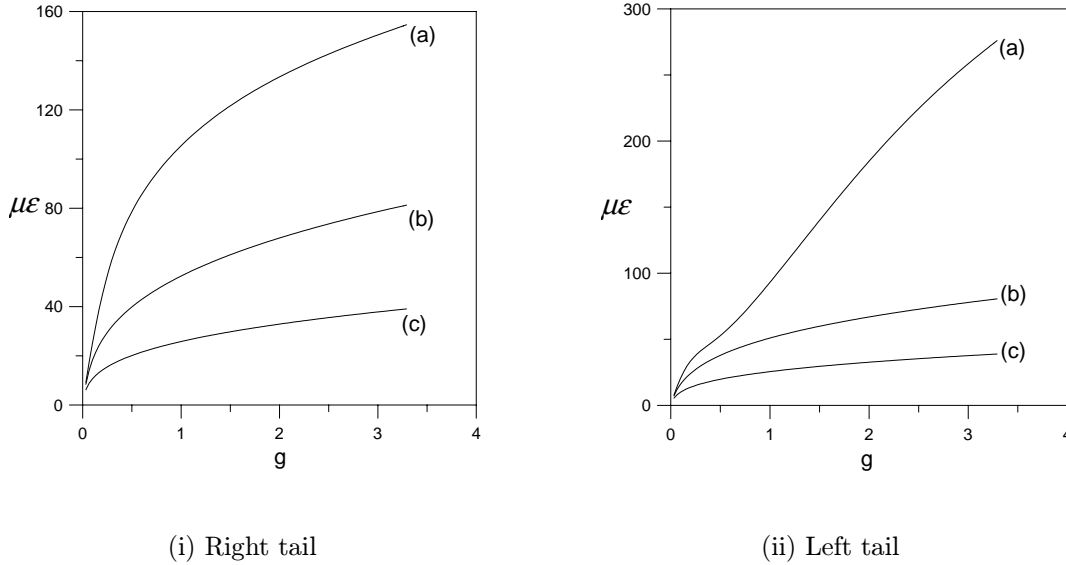 160
(a)
120
με
80
(b)
40
(c)
0
0 1 2 3 4
g
(i) Right tail
300
(a)
200
με
100
(b)
(c)
0
0 1 2 3 4
g
(ii) Left tail